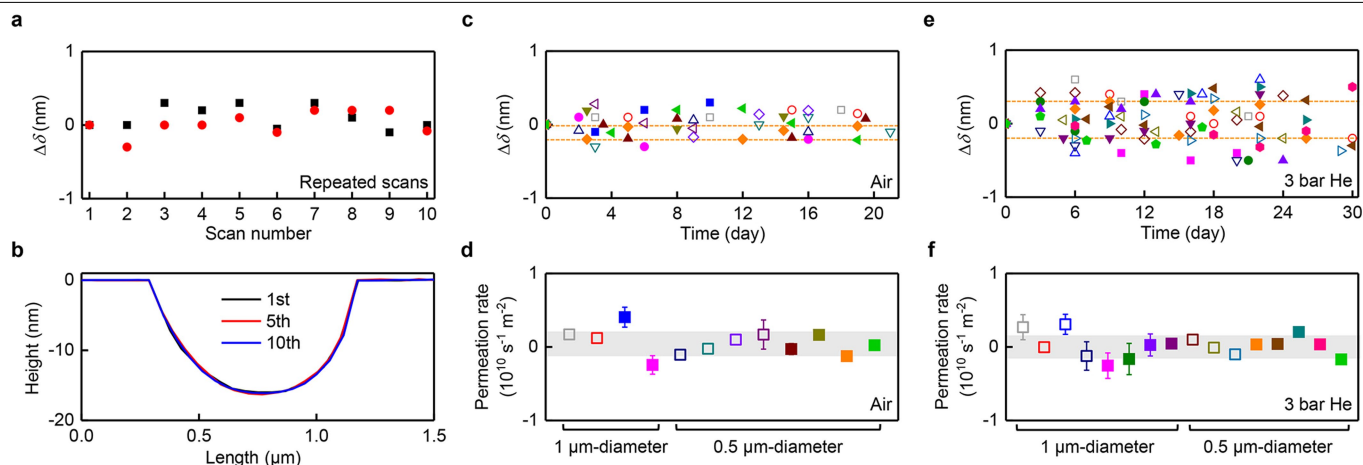 a
1
0
-1
Δδ (nm)
Repeated scans
1 2 3 4 5 6 7 8 9 10
Scan number
b
0
-10
-20
Height (nm)
1st
5th
10th
0.0 0.5 1.0 1.5
Length (μm)
c
1
0
-1
Δδ (nm)
Air
0 4 8 12 16 20
Time (day)
d
1
0
-1
Permeation rate
(10¹⁰ s⁻¹ m⁻²)
Air
1 μm-diameter 0.5 μm-diameter
e
1
0
-1
Δδ (nm)
3 bar He
0 6 12 18 24 30
Time (day)
f
1
0
-1
Permeation rate
(10¹⁰ s⁻¹ m⁻²)
3 bar He
1 μm-diameter 0.5 μm-diameter